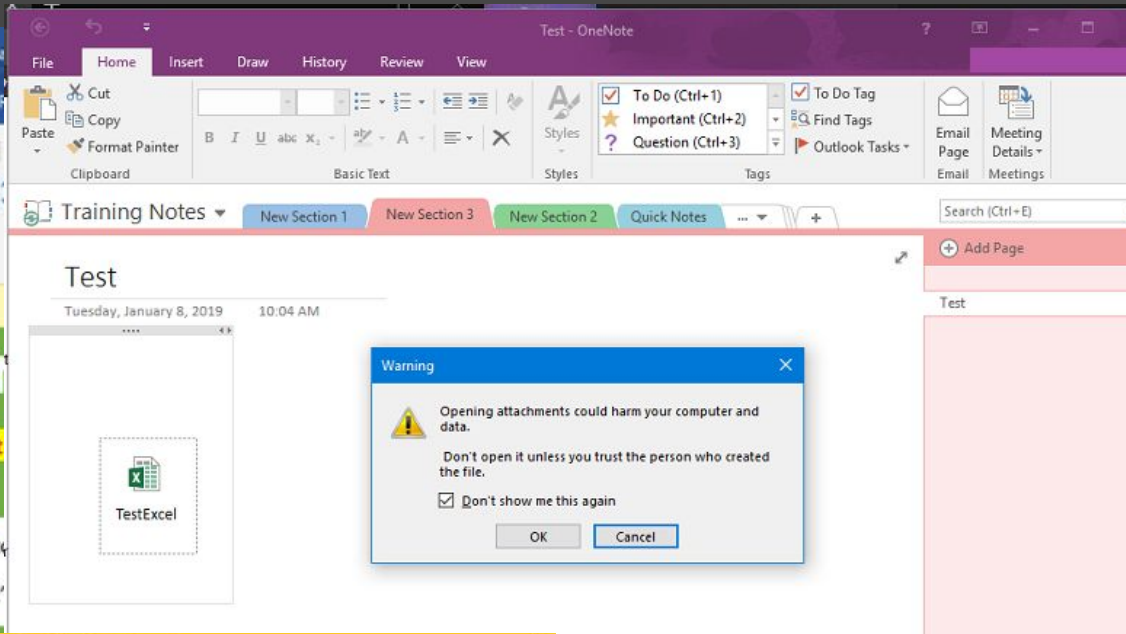 Test - OneNote
?
File Home Insert Draw History Review View
Cut
Copy
Paste
Format Painter
Clipboard
B I U abc X₂ ab A
Basic Text
Styles
Styles
To Do (Ctrl+1)
Important (Ctrl+2)
? Question (Ctrl+3)
To Do Tag
Find Tags
Outlook Tasks
Tags
Email
Page
Email
Meeting
Details
Meetings
Training Notes
New Section 1
New Section 3
New Section 2
Quick Notes
...
+
Search (Ctrl+E)
Add Page
Test
Test
Tuesday, January 8, 2019 10:04 AM
TestExcel
Warning
Opening attachments could harm your computer and
data.
Don't open it unless you trust the person who created
the file.
Don't show me this again
OK
Cancel